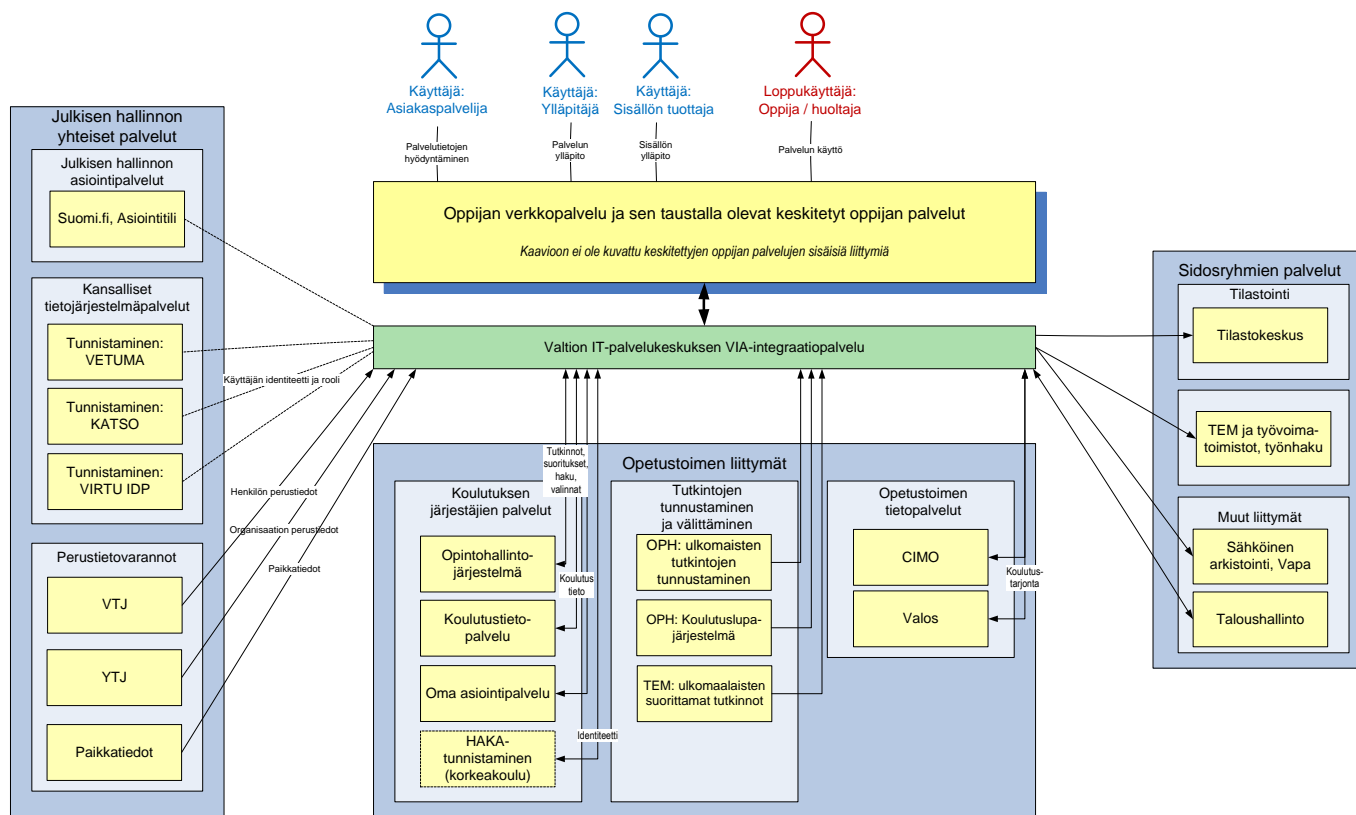 Käyttäjä:
Asiakaspalvelija
Käyttäjä:
Ylläpitäjä
Käyttäjä:
Sisällön tuottaja
Loppukäyttäjä:
Oppija / huoltaja
Palvelutietojen
hyödyntäminen
Palvelun
ylläpito
Sisällön
ylläpito
Palvelun käyttö
Oppijan verkkopalvelu ja sen taustalla olevat keskitetyt oppijan palvelut
Kaavioon ei ole kuvattu keskitettyjen oppijan palvelujen sisäisiä liittymiä
Valtion IT-palvelukeskuksen VIA-integraatiopalvelu
Julkisen hallinnon
yhteiset palvelut
Julkisen hallinnon
asiointipalvelut
Suomi.fi, Asiointitili
Kansalliset
tietojärjestelmäpalvelut
Tunnistaminen:
VETUMA
Tunnistaminen:
KATSO
Tunnistaminen:
VIRTU IDP
Käyttäjän identiteetti ja rooli
Perustietovarannot
VTJ
YTJ
Paikkatiedot
Henkilön perustiedot
Organisaation perustiedot
Paikkatiedot
Opetustoimen liittymät
Tutkinnot,
suoritukset,
haku,
valinnat
Koulutuksen
järjestäjien palvelut
Opintohallinto-
järjestelmä
Koulutustieto-
palvelu
Oma asiointipalvelu
HAKA-
tunnistaminen
(korkeakoulu)
Koulutus
tieto
Identiteetti
Tutkintojen
tunnustaminen
ja välittäminen
OPH: ulkomaisten
tutkintojen
tunnustaminen
OPH: Koulutuslupa-
järjestelmä
TEM: ulkomaalaisten
suorittamat tutkinnot
Opetustoimen
tietopalvelut
CIMO
Valos
Koulutus-
tarjonta
Sidosryhmien palvelut
Tilastointi
Tilastokeskus
TEM ja työvoima-
toimistot, työnhaku
Muut liittymät
Sähköinen
arkistointi, Vapa
Taloushallinto